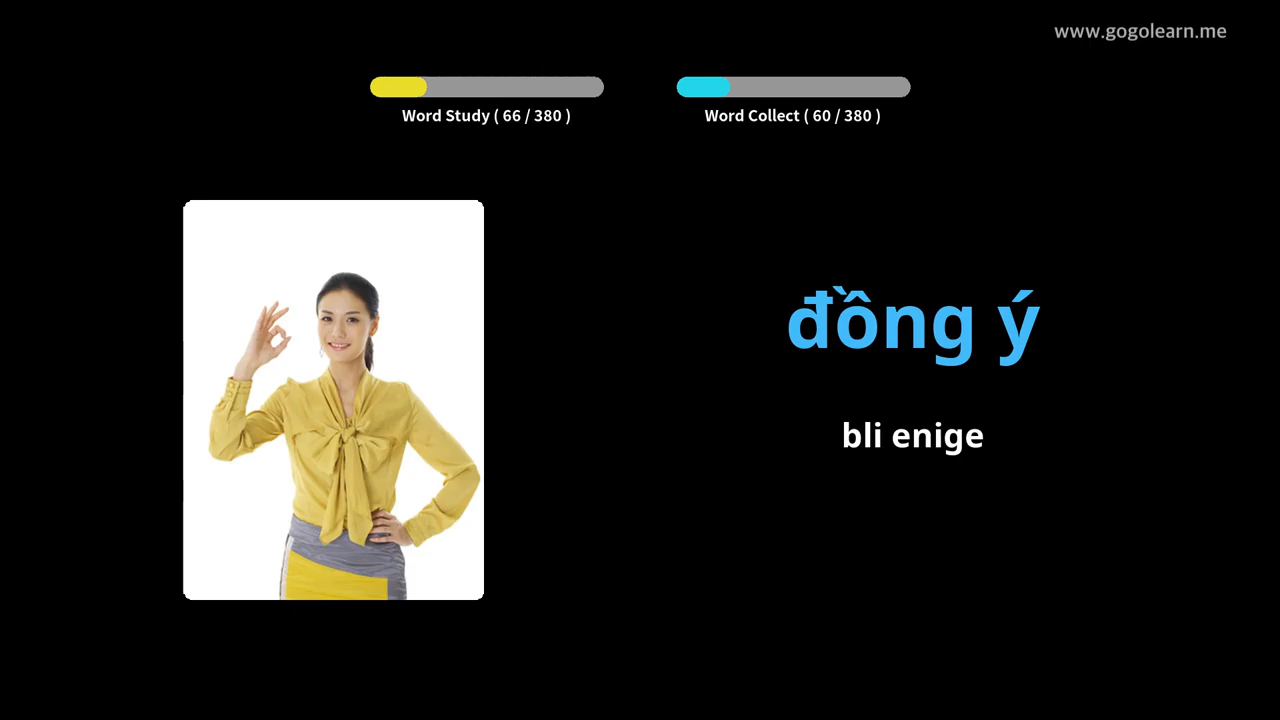 www.gogolearn.me
Word Study ( 66 / 380 )
Word Collect ( 60 / 380 )
đồng ý
bli enige